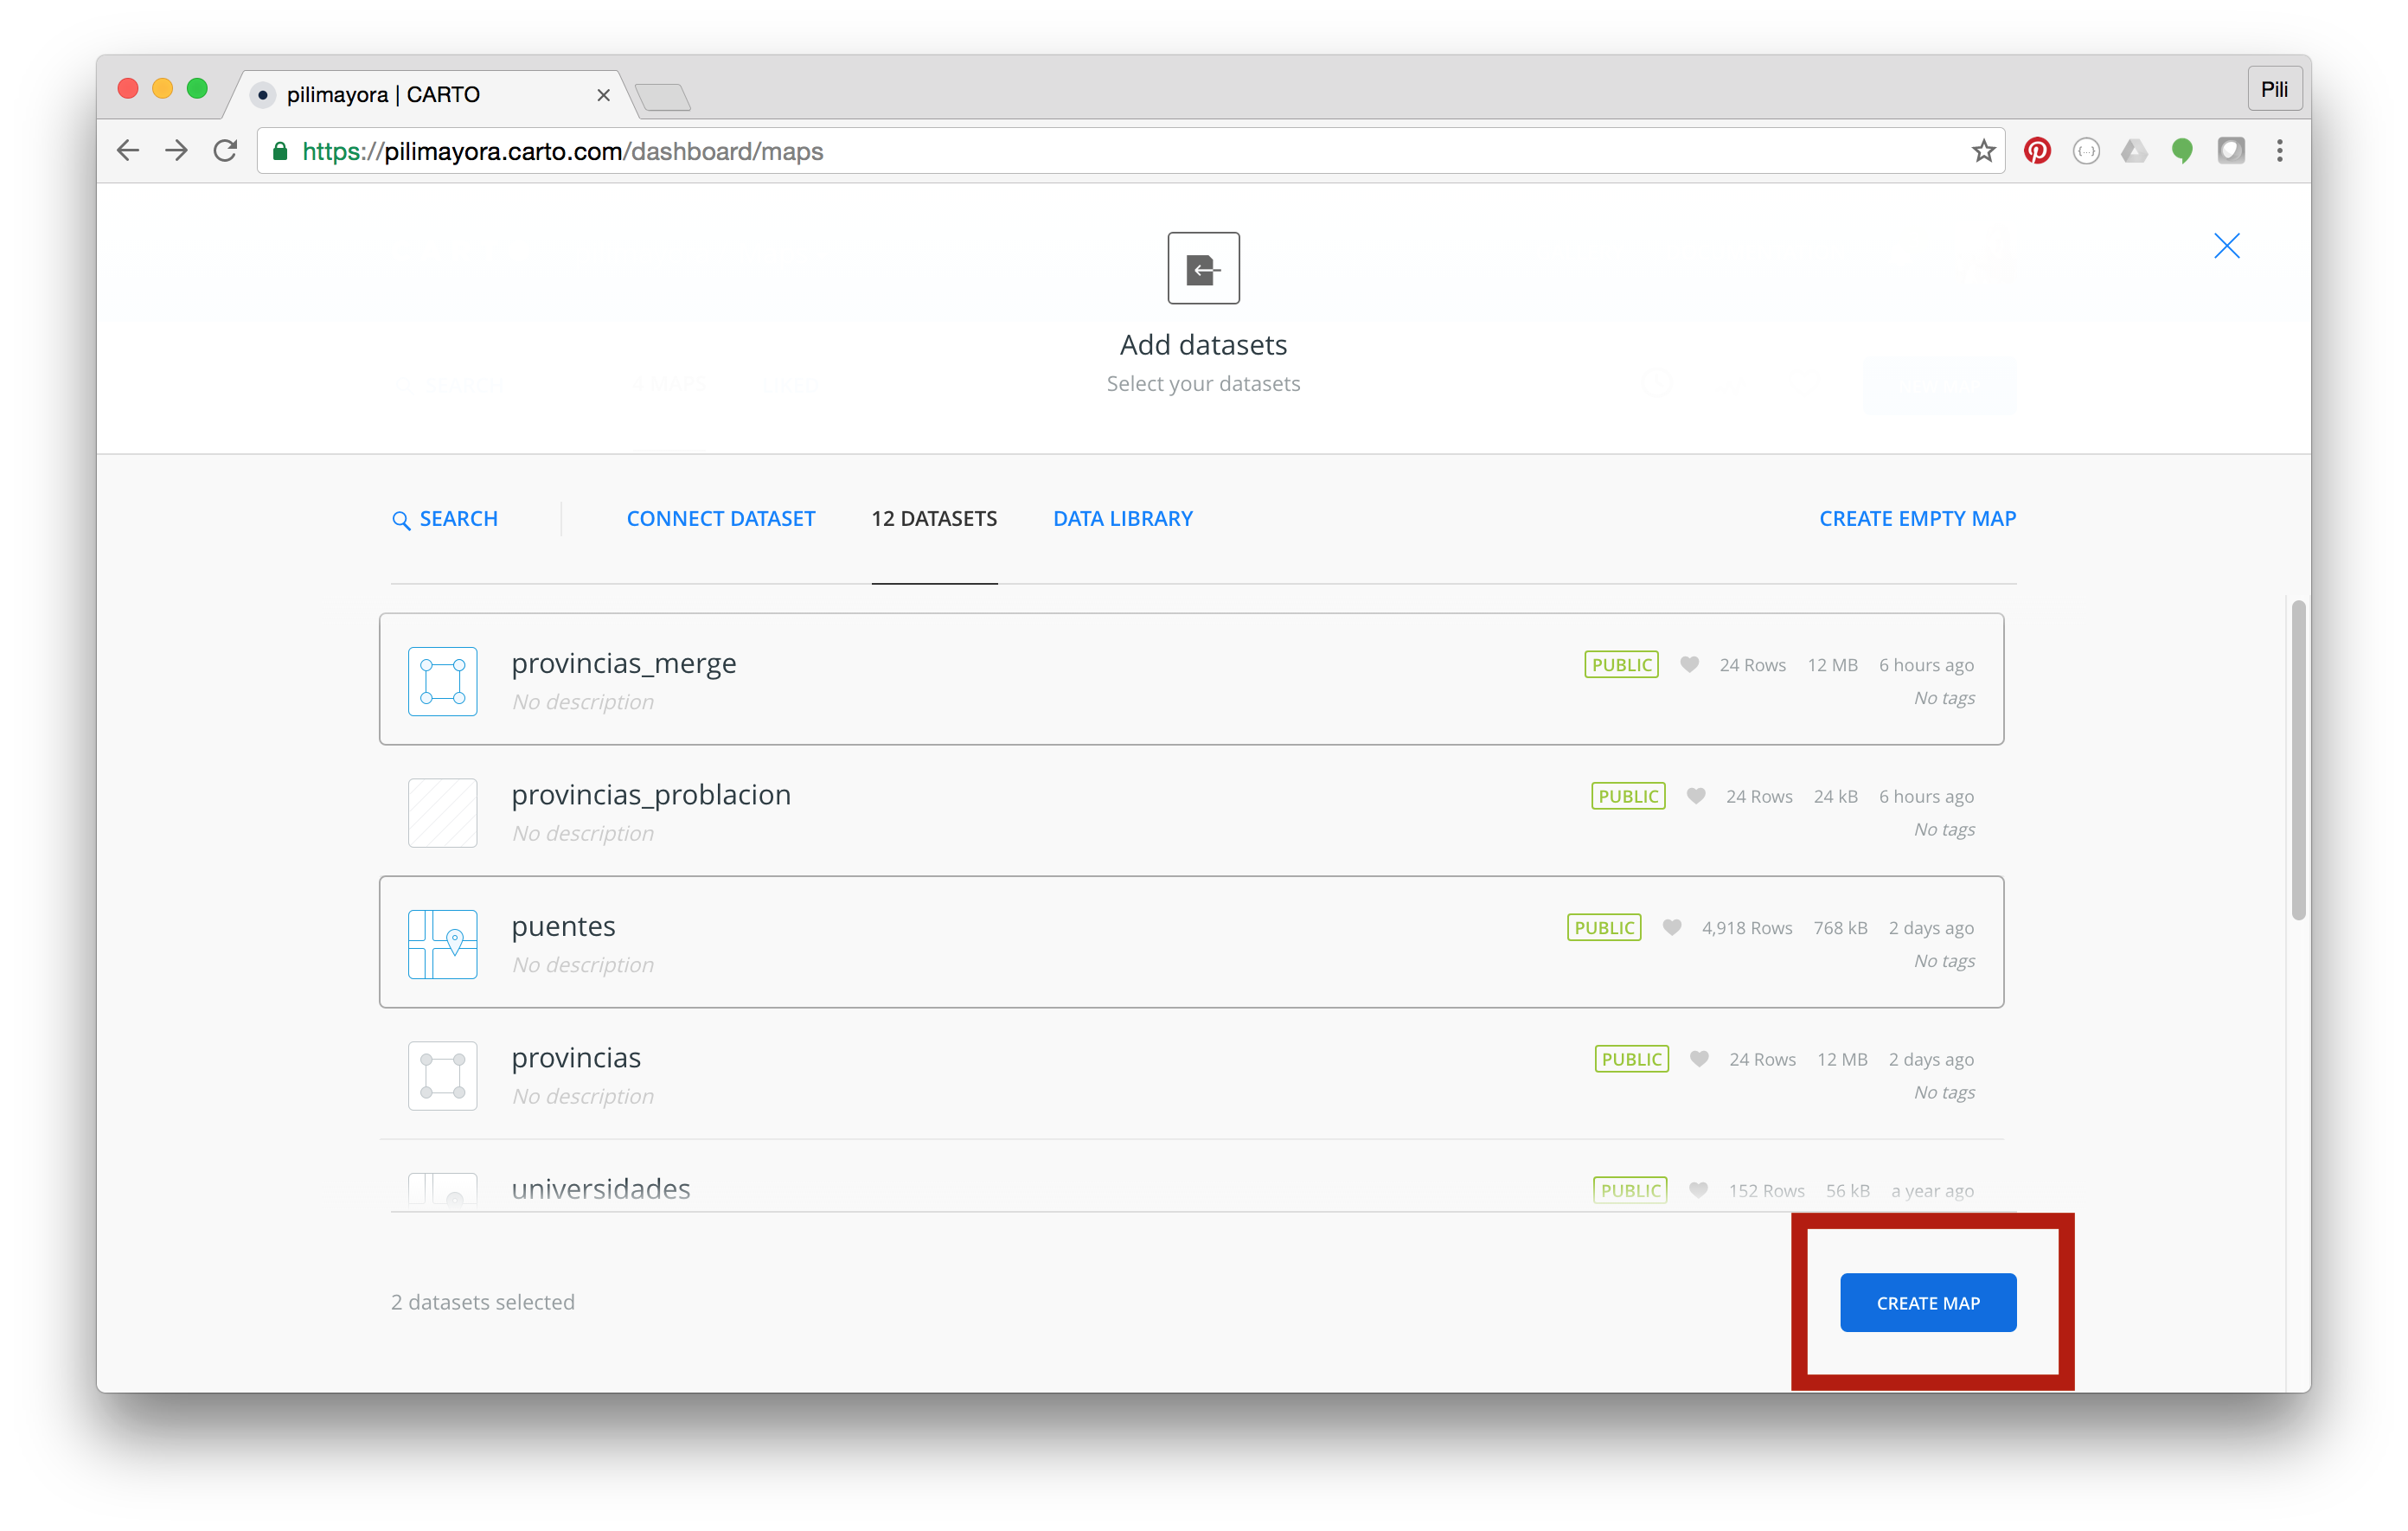 pilimayora | CARTO
Pili
https://pilimayora.carto.com/dashboard/maps
Add datasets
Select your datasets
SEARCH
CONNECT DATASET
12 DATASETS
DATA LIBRARY
CREATE EMPTY MAP
provincias_merge
No description
PUBLIC 24 Rows 12 MB 6 hours ago
No tags
provincias_problacion
No description
PUBLIC 24 Rows 24 kB 6 hours ago
No tags
puentes
No description
PUBLIC 4,918 Rows 768 kB 2 days ago
No tags
provincias
No description
PUBLIC 24 Rows 12 MB 2 days ago
No tags
universidades
PUBLIC 152 Rows 56 kB a year ago
2 datasets selected
CREATE MAP